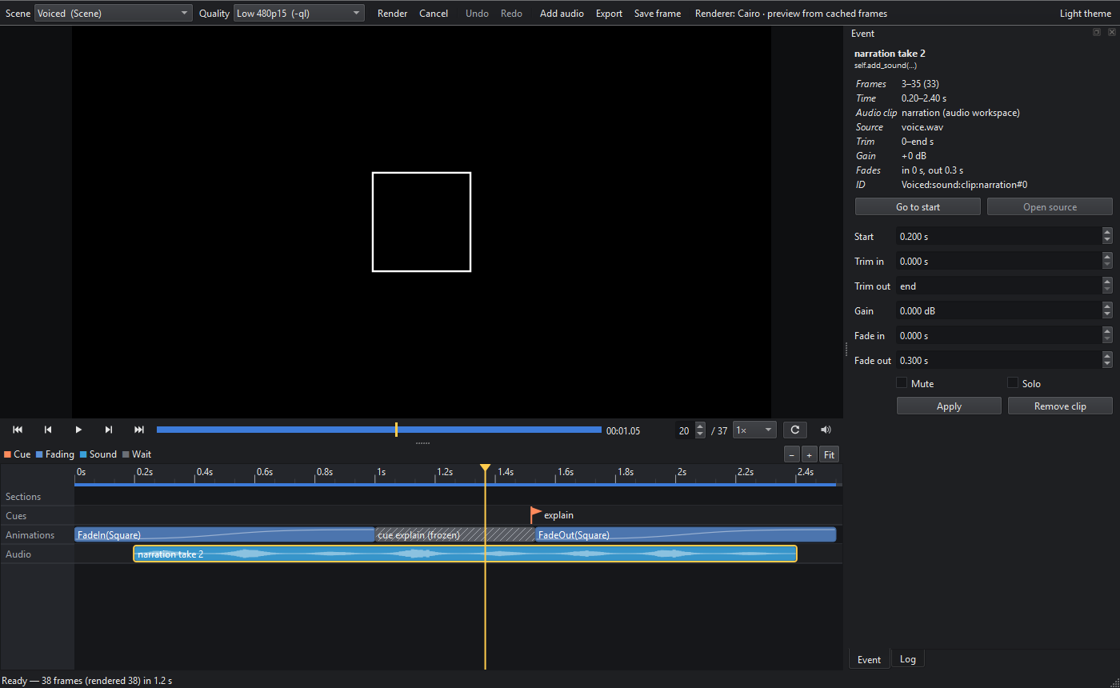 Scene Voiced (Scene) Quality Low 480p15 (-ql) Render Cancel Undo Redo Add audio Export Save frame Renderer: Cairo · preview from cached frames Light theme
Event
narration take 2
self.add_sound(...)
Frames 3–35 (33)
Time 0.20–2.40 s
Audio clip narration (audio workspace)
Source voice.wav
Trim 0–end s
Gain +0 dB
Fades in 0 s, out 0.3 s
ID Voiced:sound:clip:narration#0
Go to start Open source
Start 0.200 s
Trim in 0.000 s
Trim out end
Gain 0.000 dB
Fade in 0.000 s
Fade out 0.300 s
Mute Solo
Apply Remove clip
00:01.05 20 / 37 1×
Cue Fading Sound Wait − + Fit
0s 0.2s 0.4s 0.6s 0.8s 1s 1.2s 1.4s 1.6s 1.8s 2s 2.2s 2.4s
Sections
Cues explain
Animations FadeIn(Square) cue explain (frozen) FadeOut(Square)
Audio narration take 2
Event Log
Ready — 38 frames (rendered 38) in 1.2 s